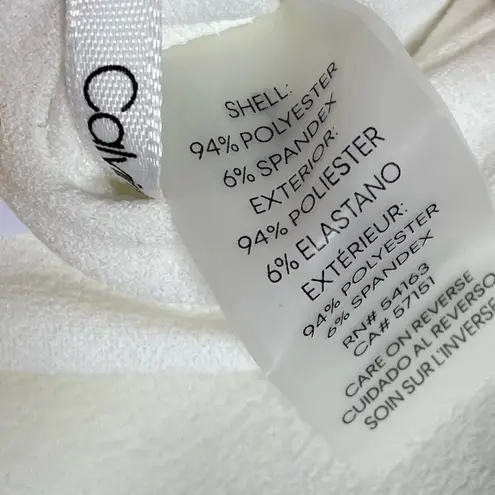 SHELL:
94% POLYESTER
6% SPANDEX
EXTERIOR:
94% POLIESTER
6% ELASTANO
EXTÉRIEUR:
94% POLYESTER
6% SPANDEX
RN# 54163
CA# 57151
CARE ON REVERSE
CUIDADO AL REVERSO
SOIN SUR L'INVERSE